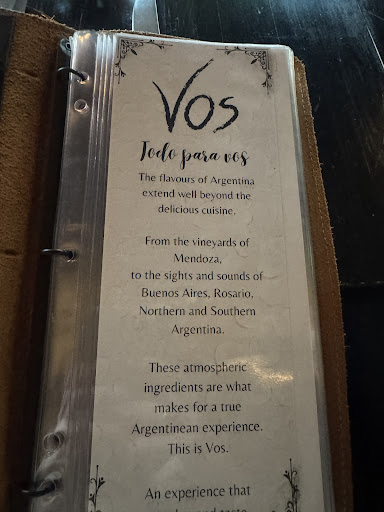 Vos
Todo para vos
The flavours of Argentina
extend well beyond the
delicious cuisine.
From the vineyards of
Mendoza,
to the sights and sounds of
Buenos Aires, Rosario,
Northern and Southern
Argentina.
These atmospheric
ingredients are what
makes for a true
Argentinean experience.
This is Vos.
An experience that